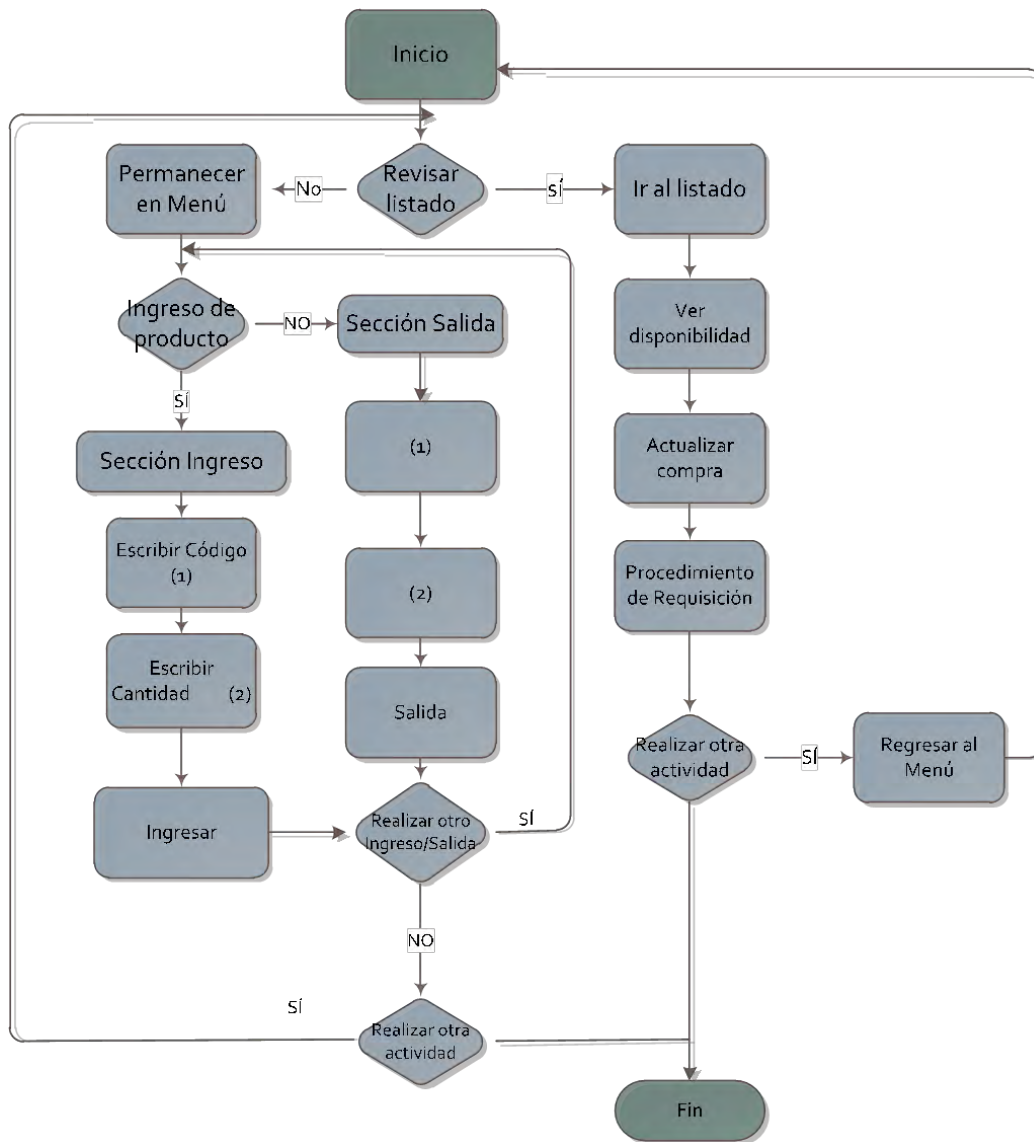 Inicio
Permanecer
en Menú
No
Revisar
listado
SÍ
Ir al listado
Ingreso de
producto
NO
Sección Salida
Ver
disponibilidad
SÍ
Sección Ingreso
(1)
Actualizar
compra
Escribir Código
(1)
(2)
Procedimiento
de Requisición
Escribir
Cantidad (2)
Salida
Realizar otra
actividad
SÍ
Regresar al
Menú
Ingresar
Realizar otro
Ingreso/Salida
SÍ
NO
SÍ
Realizar otra
actividad
Fin